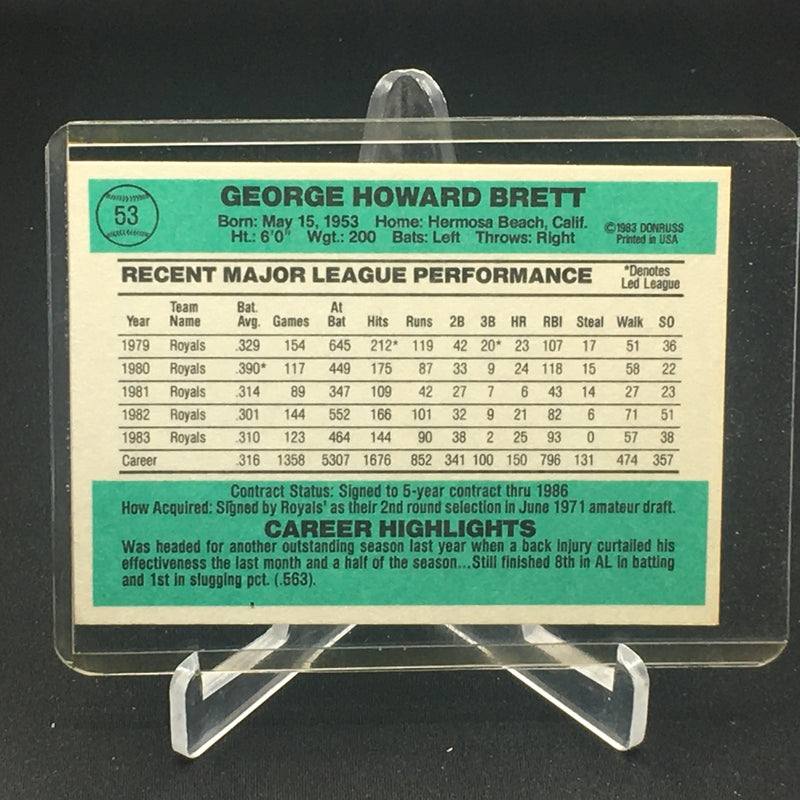 53
GEORGE HOWARD BRETT
Born: May 15, 1953 Home: Hermosa Beach, Calif.
Ht.: 6'0" Wgt.: 200 Bats: Left Throws: Right
©1983 DONRUSS
Printed in USA
RECENT MAJOR LEAGUE PERFORMANCE
*Denotes
Led League
Year Team Name Bat. Avg. Games At Bat Hits Runs 2B 3B HR RBI Steal Walk SO
1979 Royals .329 154 645 212* 119 42 20* 23 107 17 51 36
1980 Royals .390* 117 449 175 87 33 9 24 118 15 58 22
1981 Royals .314 89 347 109 42 27 7 6 43 14 27 23
1982 Royals .301 144 552 166 101 32 9 21 82 6 71 51
1983 Royals .310 123 464 144 90 38 2 25 93 0 57 38
Career .316 1358 5307 1676 852 341 100 150 796 131 474 357
Contract Status: Signed to 5-year contract thru 1986
How Acquired: Signed by Royals' as their 2nd round selection in June 1971 amateur draft.
CAREER HIGHLIGHTS
Was headed for another outstanding season last year when a back injury curtailed his
effectiveness the last month and a half of the season...Still finished 8th in AL in batting
and 1st in slugging pct. (.563).